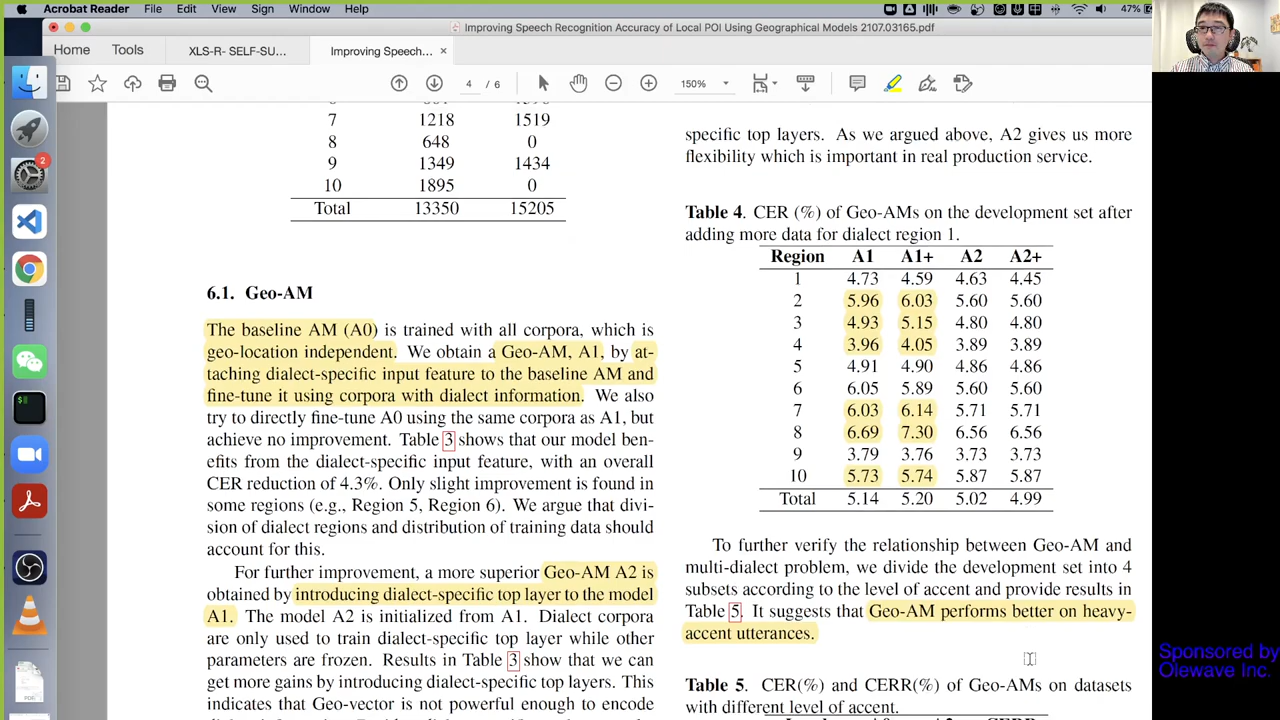 Acrobat Reader File Edit View Sign Window Help 47%
Improving Speech Recognition Accuracy of Local POI Using Geographical Models 2107.03165.pdf
Home Tools XLS-R- SELF-SU... Improving Speech... ×
4 / 6 150%
2
7 1218 1519
8 648 0
9 1349 1434
10 1895 0
Total 13350 15205
6.1. Geo-AM
The baseline AM (A0) is trained with all corpora, which is
geo-location independent. We obtain a Geo-AM, A1, by at-
taching dialect-specific input feature to the baseline AM and
fine-tune it using corpora with dialect information. We also
try to directly fine-tune A0 using the same corpora as A1, but
achieve no improvement. Table 3 shows that our model ben-
efits from the dialect-specific input feature, with an overall
CER reduction of 4.3%. Only slight improvement is found in
some regions (e.g., Region 5, Region 6). We argue that divi-
sion of dialect regions and distribution of training data should
account for this.
For further improvement, a more superior Geo-AM A2 is
obtained by introducing dialect-specific top layer to the model
A1. The model A2 is initialized from A1. Dialect corpora
are only used to train dialect-specific top layer while other
parameters are frozen. Results in Table 3 show that we can
get more gains by introducing dialect-specific top layers. This
indicates that Geo-vector is not powerful enough to encode
specific top layers. As we argued above, A2 gives us more
flexibility which is important in real production service.
Table 4. CER (%) of Geo-AMs on the development set after
adding more data for dialect region 1.
Region A1 A1+ A2 A2+
1 4.73 4.59 4.63 4.45
2 5.96 6.03 5.60 5.60
3 4.93 5.15 4.80 4.80
4 3.96 4.05 3.89 3.89
5 4.91 4.90 4.86 4.86
6 6.05 5.89 5.60 5.60
7 6.03 6.14 5.71 5.71
8 6.69 7.30 6.56 6.56
9 3.79 3.76 3.73 3.73
10 5.73 5.74 5.87 5.87
Total 5.14 5.20 5.02 4.99
To further verify the relationship between Geo-AM and
multi-dialect problem, we divide the development set into 4
subsets according to the level of accent and provide results in
Table 5. It suggests that Geo-AM performs better on heavy-
accent utterances.
Table 5. CER(%) and CERR(%) of Geo-AMs on datasets
with different level of accent.
Sponsored by
Olewave Inc.